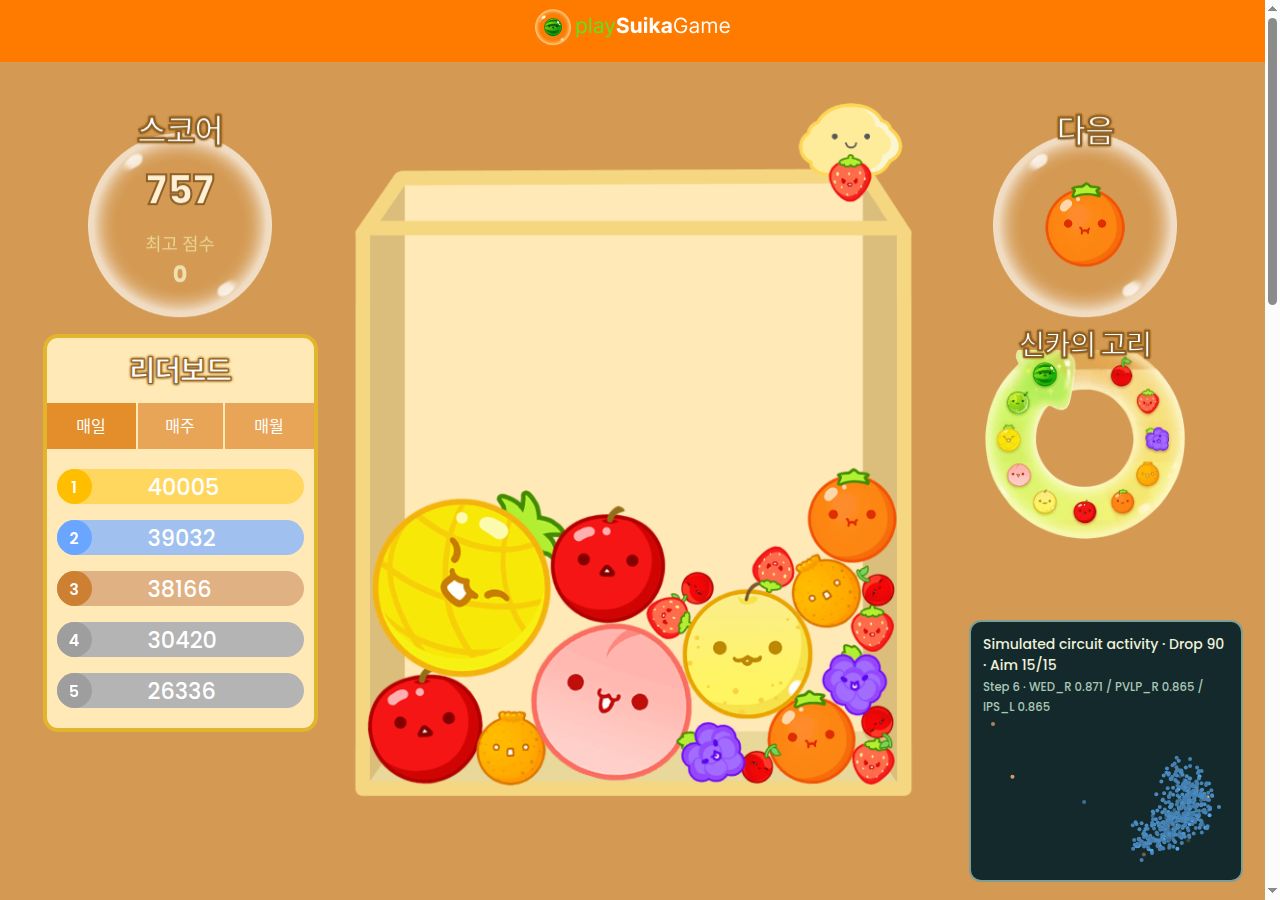 playSuikaGame
스코어
757
최고 점수
0
다음
신카의 고리
리더보드
매일 매주 매월
1 40005
2 39032
3 38166
4 30420
5 26336
Simulated circuit activity · Drop 90
· Aim 15/15
Step 6 · WED_R 0.871 / PVLP_R 0.865 /
IPS_L 0.865